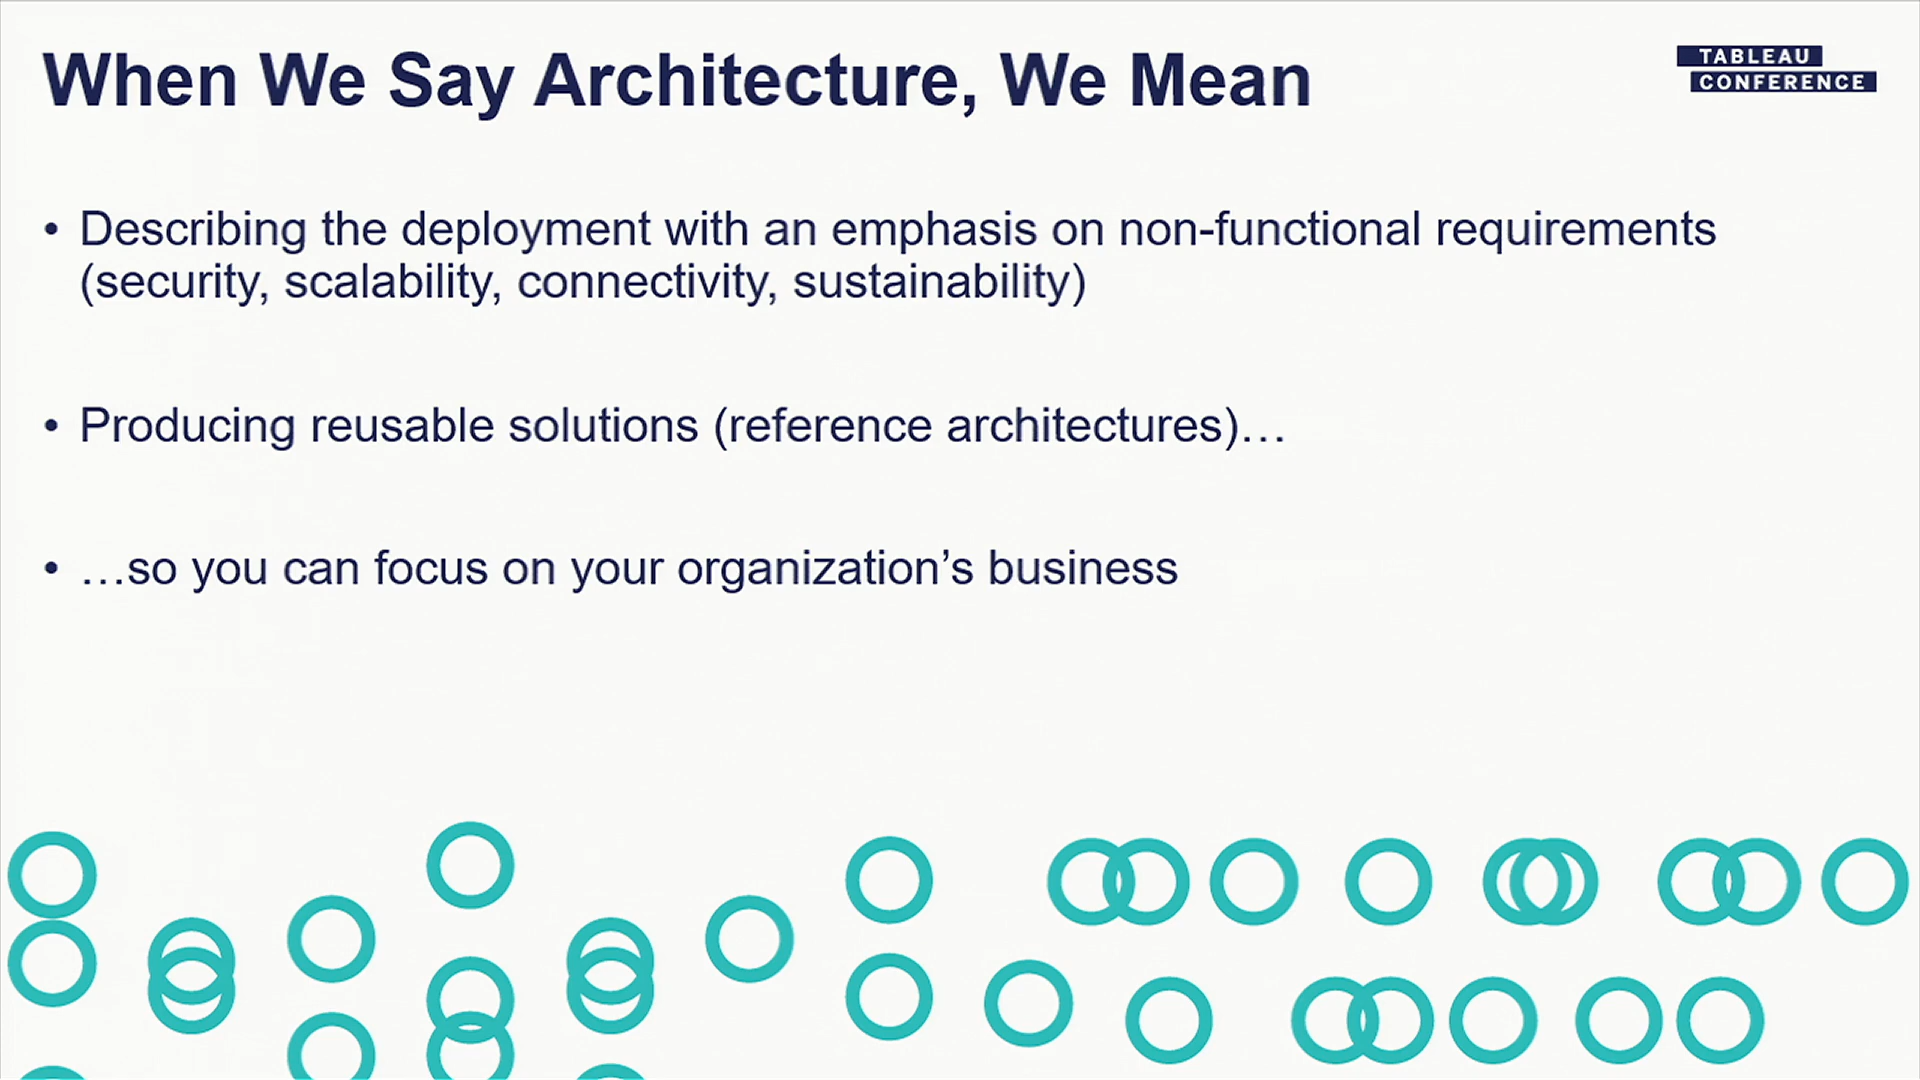 When We Say Architecture, We Mean
TABLEAU
CONFERENCE
• Describing the deployment with an emphasis on non-functional requirements
(security, scalability, connectivity, sustainability)
• Producing reusable solutions (reference architectures)…
• …so you can focus on your organization’s business